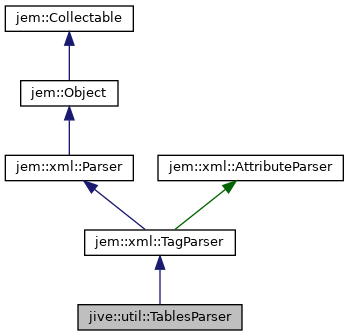 jem::Collectable
jem::Object
jem::xml::Parser
jem::xml::AttributeParser
jem::xml::TagParser
jive::util::TablesParser